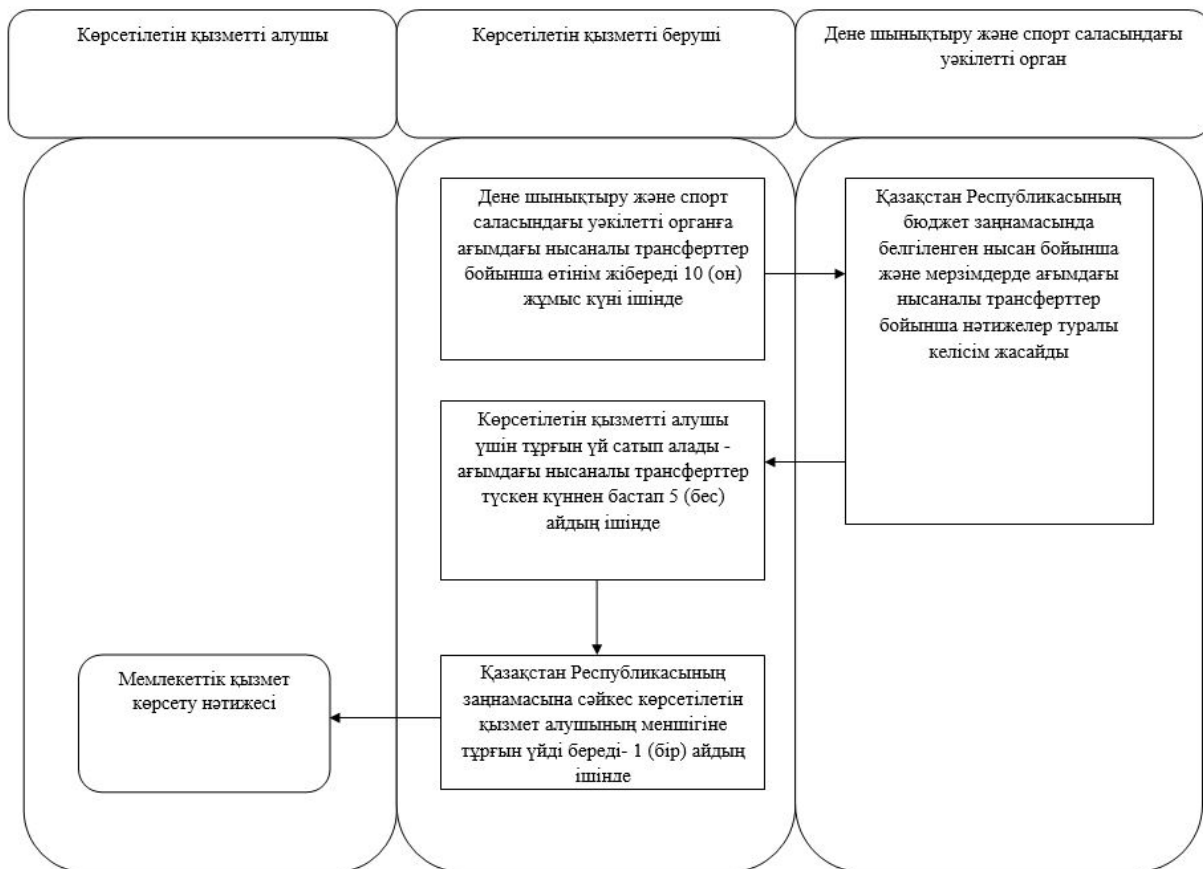 Көрсетілетін қызметті алушы
Көрсетілетін қызметті беруші
Дене шынықтыру және спорт саласындағы
уәкілетті орган
Дене шынықтыру және спорт
саласындағы уәкілетті органға
ағымдағы нысаналы трансферттер
бойынша өтінім жібереді 10 (он)
жұмыс күні ішінде
Қазақстан Республикасының
бюджет заңнамасында
белгіленген нысан бойынша
және мерзімдерде ағымдағы
нысаналы трансферттер
бойынша нәтижелер туралы
келісім жасайды
Көрсетілетін қызметті алушы
үшін тұрғын үй сатып алады -
ағымдағы нысаналы трансферттер
түскен күннен бастап 5 (бес)
айдың ішінде
Қазақстан Республикасының
заңнамасына сәйкес көрсетілетін
қызмет алушының меншігіне
тұрғын үйді береді- 1 (бір) айдың
ішінде
Мемлекеттік қызмет
көрсету нәтижесі